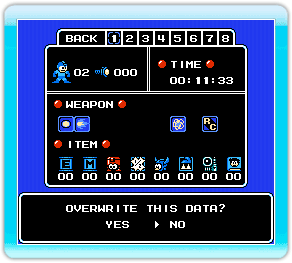 BACK 1 2 3 4 5 6 7 8
02 000
TIME
00:11:33
WEAPON
RC
ITEM
E M
00 00 00 00 00 00 00 00
OVERWRITE THIS DATA?
YES NO